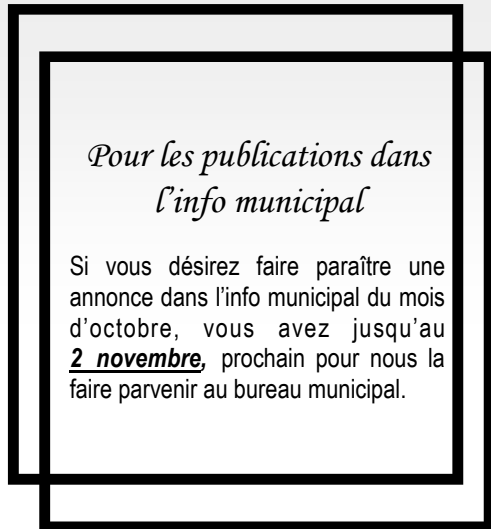 Pour les publications dans
l’info municipal
Si vous désirez faire paraître une
annonce dans l’info municipal du mois
d’octobre, vous avez jusqu’au
2 novembre, prochain pour nous la
faire parvenir au bureau municipal.